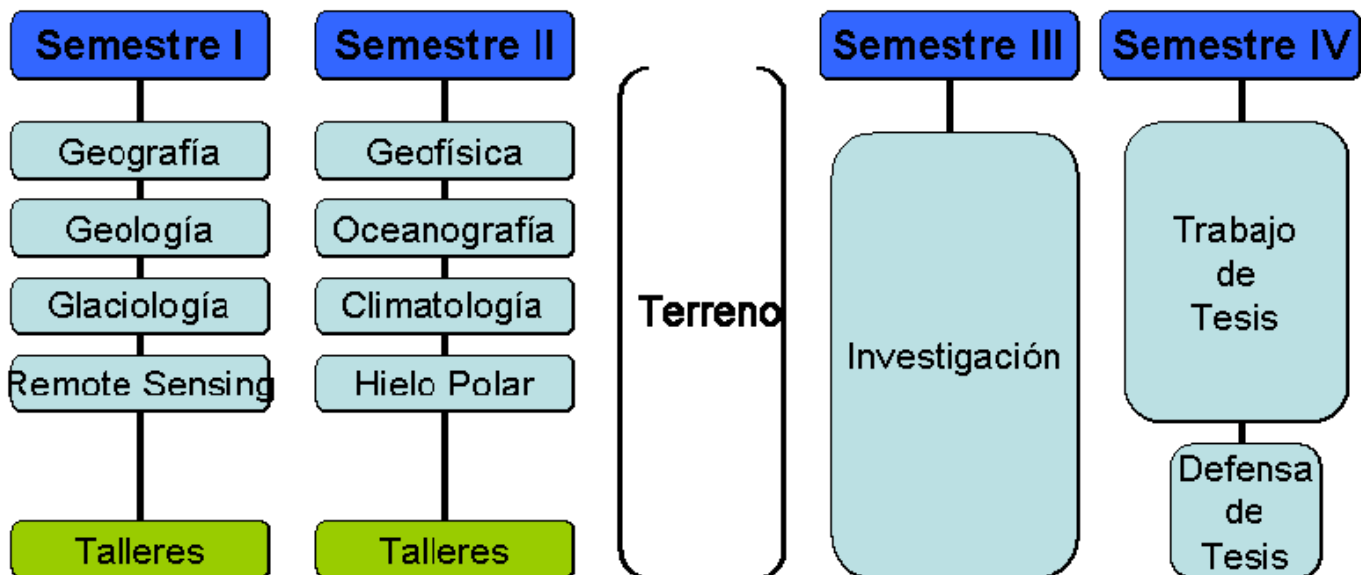 Semestre I
Geografía
Geología
Glaciología
Remote Sensing
Talleres
Semestre II
Geofísica
Oceanografía
Climatología
Hielo Polar
Talleres
Terreno
Semestre III
Investigación
Semestre IV
Trabajo
de
Tesis
Defensa
de
Tesis